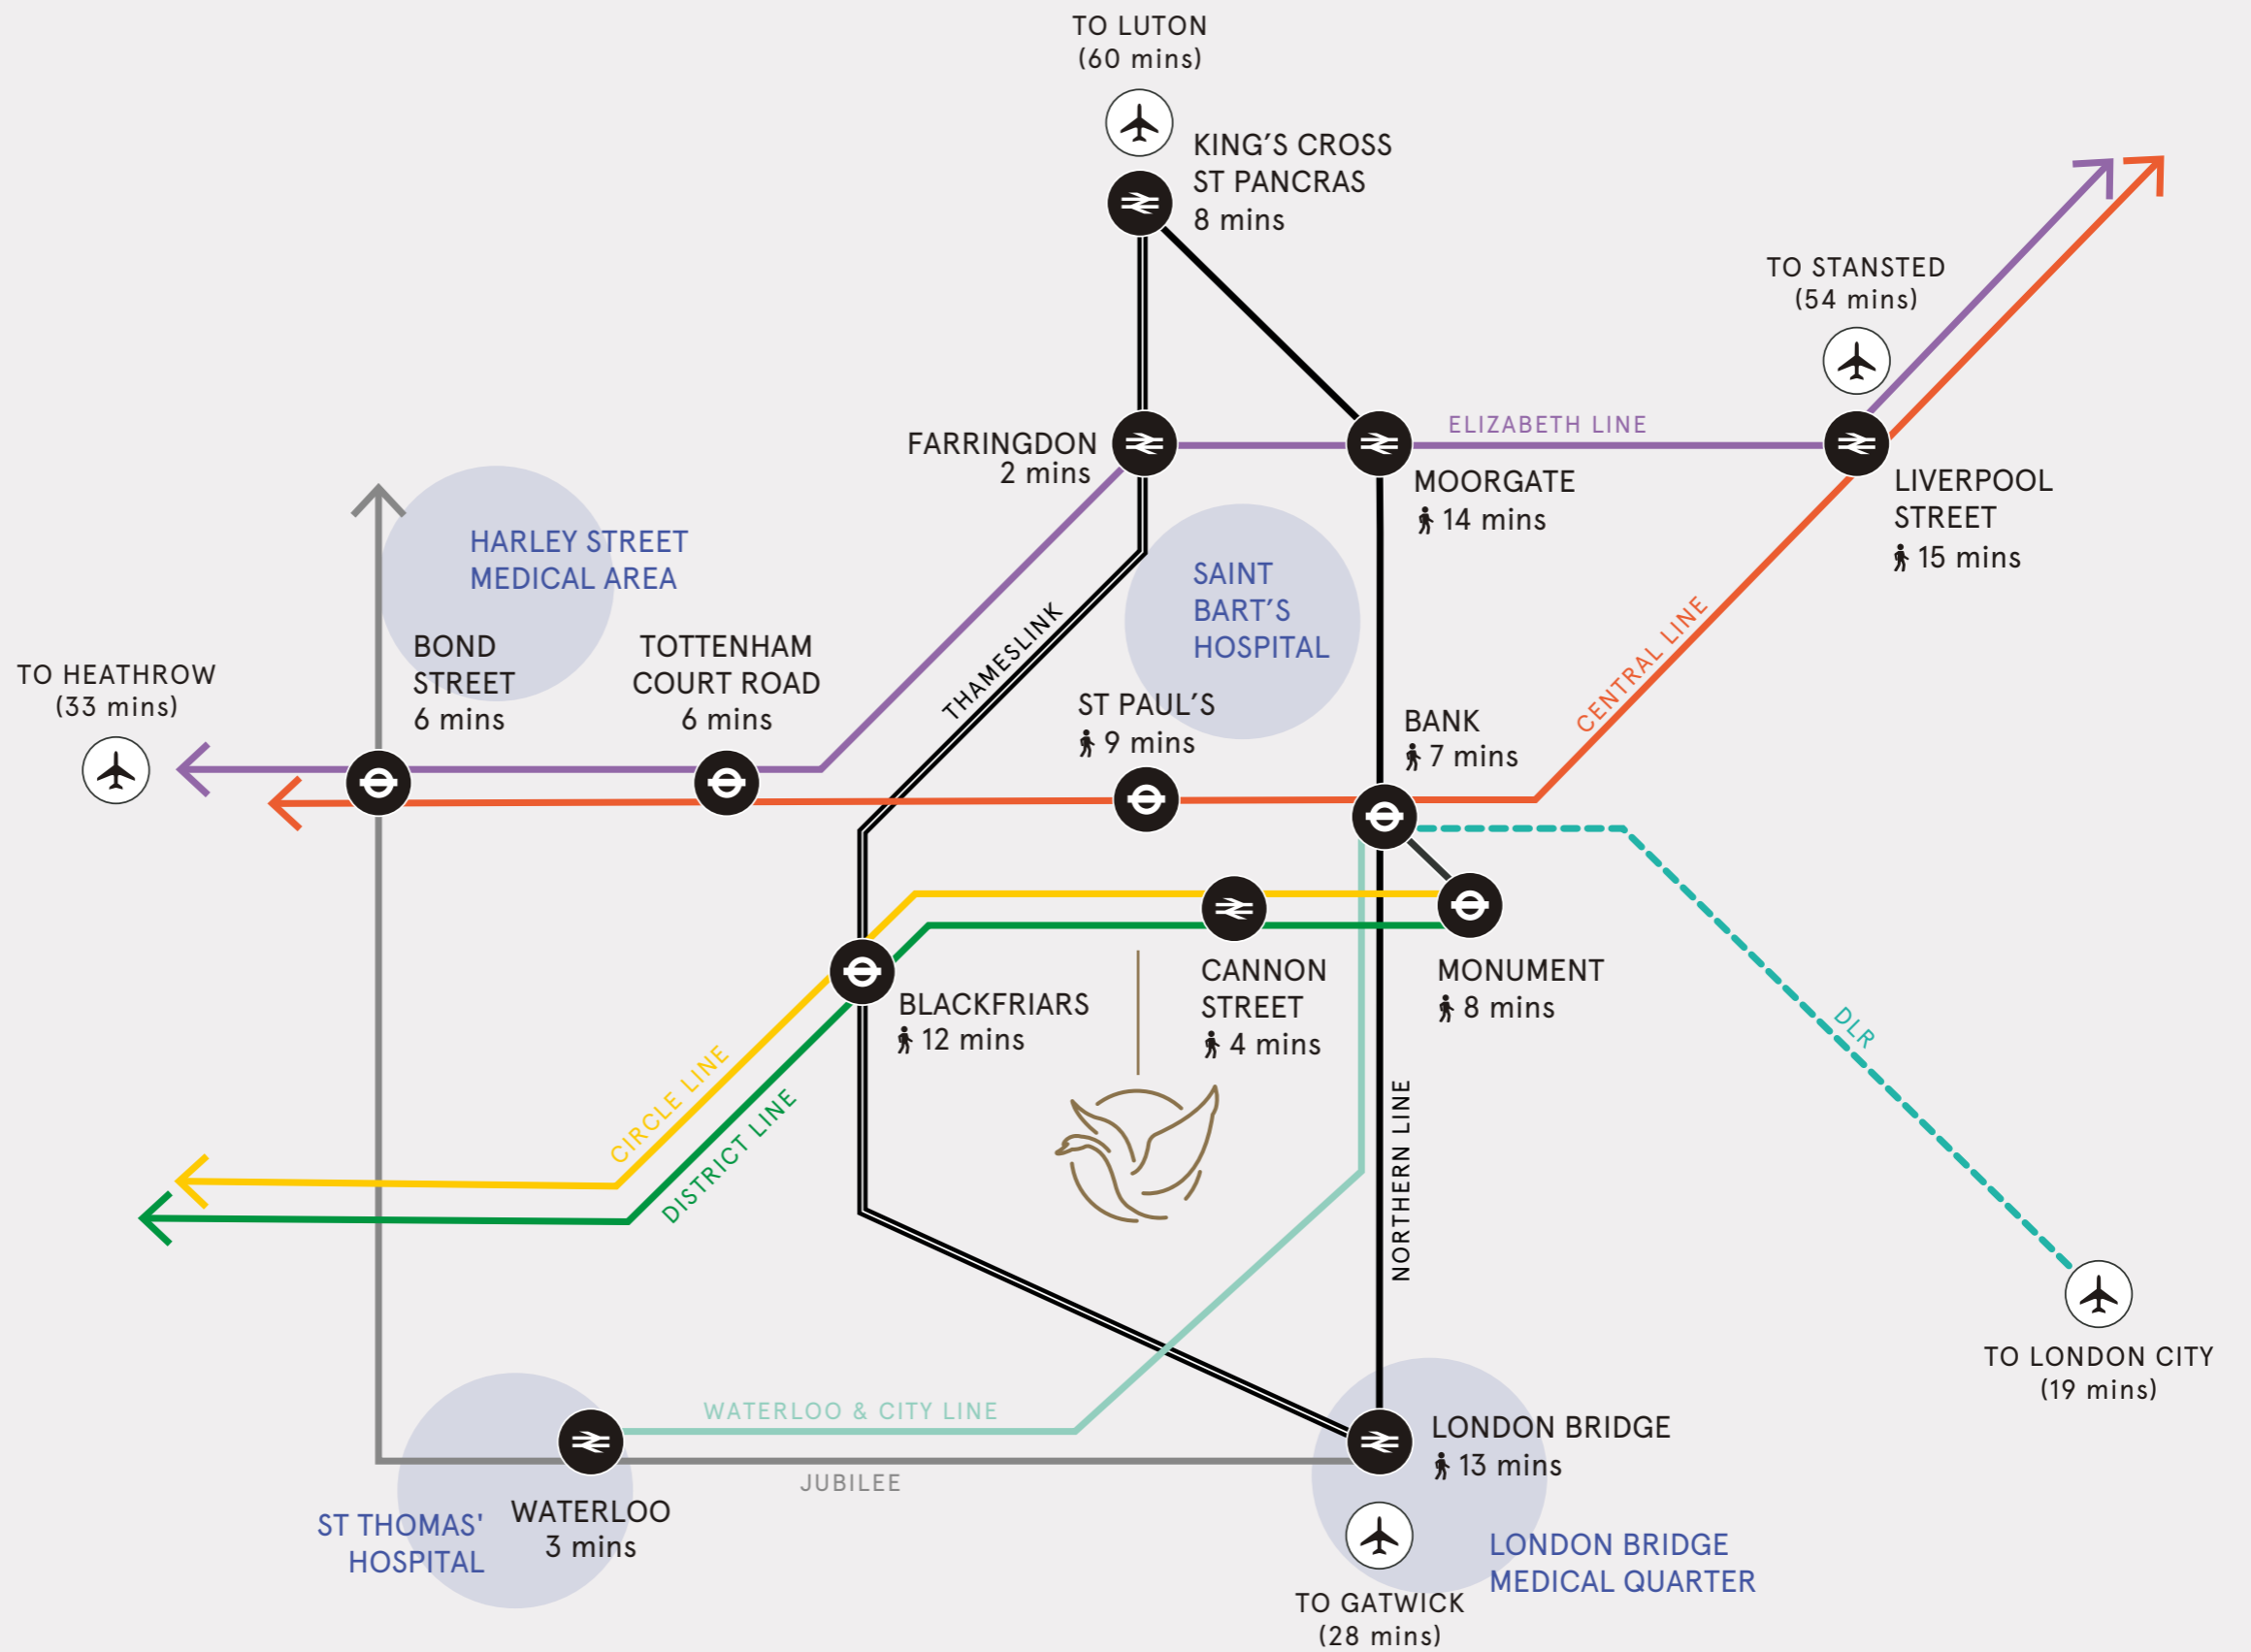 TO LUTON
(60 mins)
KING'S CROSS
ST PANCRAS
8 mins
TO STANSTED
(54 mins)
FARRINGDON
2 mins
ELIZABETH LINE
MOORGATE
14 mins
LIVERPOOL
STREET
15 mins
HARLEY STREET
MEDICAL AREA
SAINT
BART'S
HOSPITAL
THAMESLINK
CENTRAL LINE
TO HEATHROW
(33 mins)
BOND
STREET
6 mins
TOTTENHAM
COURT ROAD
6 mins
ST PAUL'S
9 mins
BANK
7 mins
BLACKFRIARS
12 mins
CANNON
STREET
4 mins
MONUMENT
8 mins
DLR
CIRCLE LINE
DISTRICT LINE
NORTHERN LINE
TO LONDON CITY
(19 mins)
WATERLOO & CITY LINE
JUBILEE
LONDON BRIDGE
13 mins
ST THOMAS'
HOSPITAL
WATERLOO
3 mins
LONDON BRIDGE
MEDICAL QUARTER
TO GATWICK
(28 mins)